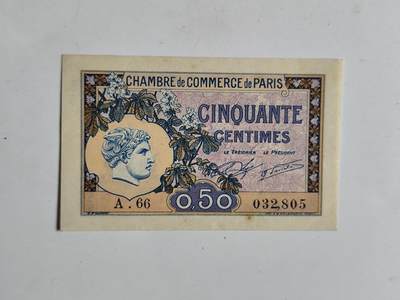 CHAMBRE de COMMERCE de PARIS
CINQUANTE
CENTIMES
LE TRÉSORIER LE PRÉSIDENT
A . 66 0,50 032,805